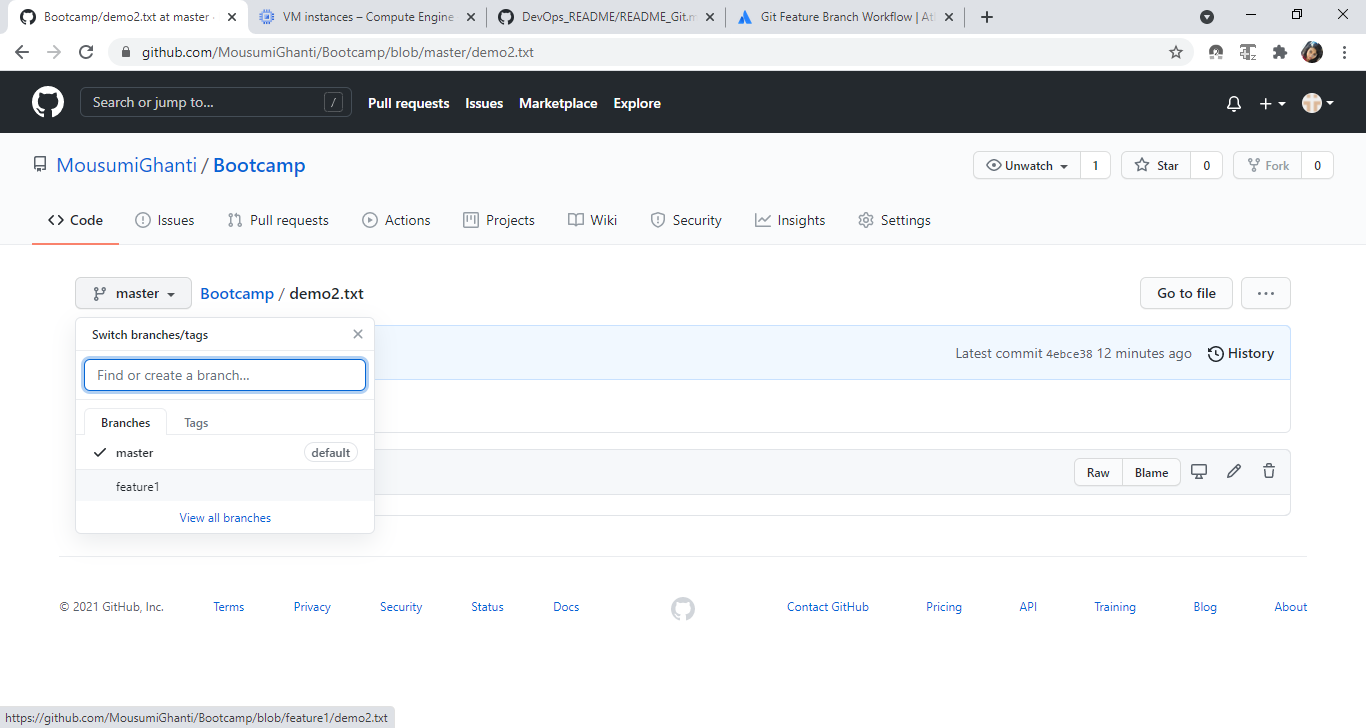 Bootcamp/demo2.txt at master ·
VM instances – Compute Engine
DevOps_README/README_Git.m
Git Feature Branch Workflow | Atl
github.com/MousumiGhanti/Bootcamp/blob/master/demo2.txt
Search or jump to... / Pull requests Issues Marketplace Explore
MousumiGhanti / Bootcamp Unwatch 1 Star 0 Fork 0
Code Issues Pull requests Actions Projects Wiki Security Insights Settings
master Bootcamp / demo2.txt Go to file ...
Switch branches/tags
Latest commit 4ebce38 12 minutes ago History
Find or create a branch...
Branches Tags
master default
Raw Blame
feature1
View all branches
© 2021 GitHub, Inc. Terms Privacy Security Status Docs Contact GitHub Pricing API Training Blog About
https://github.com/MousumiGhanti/Bootcamp/blob/feature1/demo2.txt